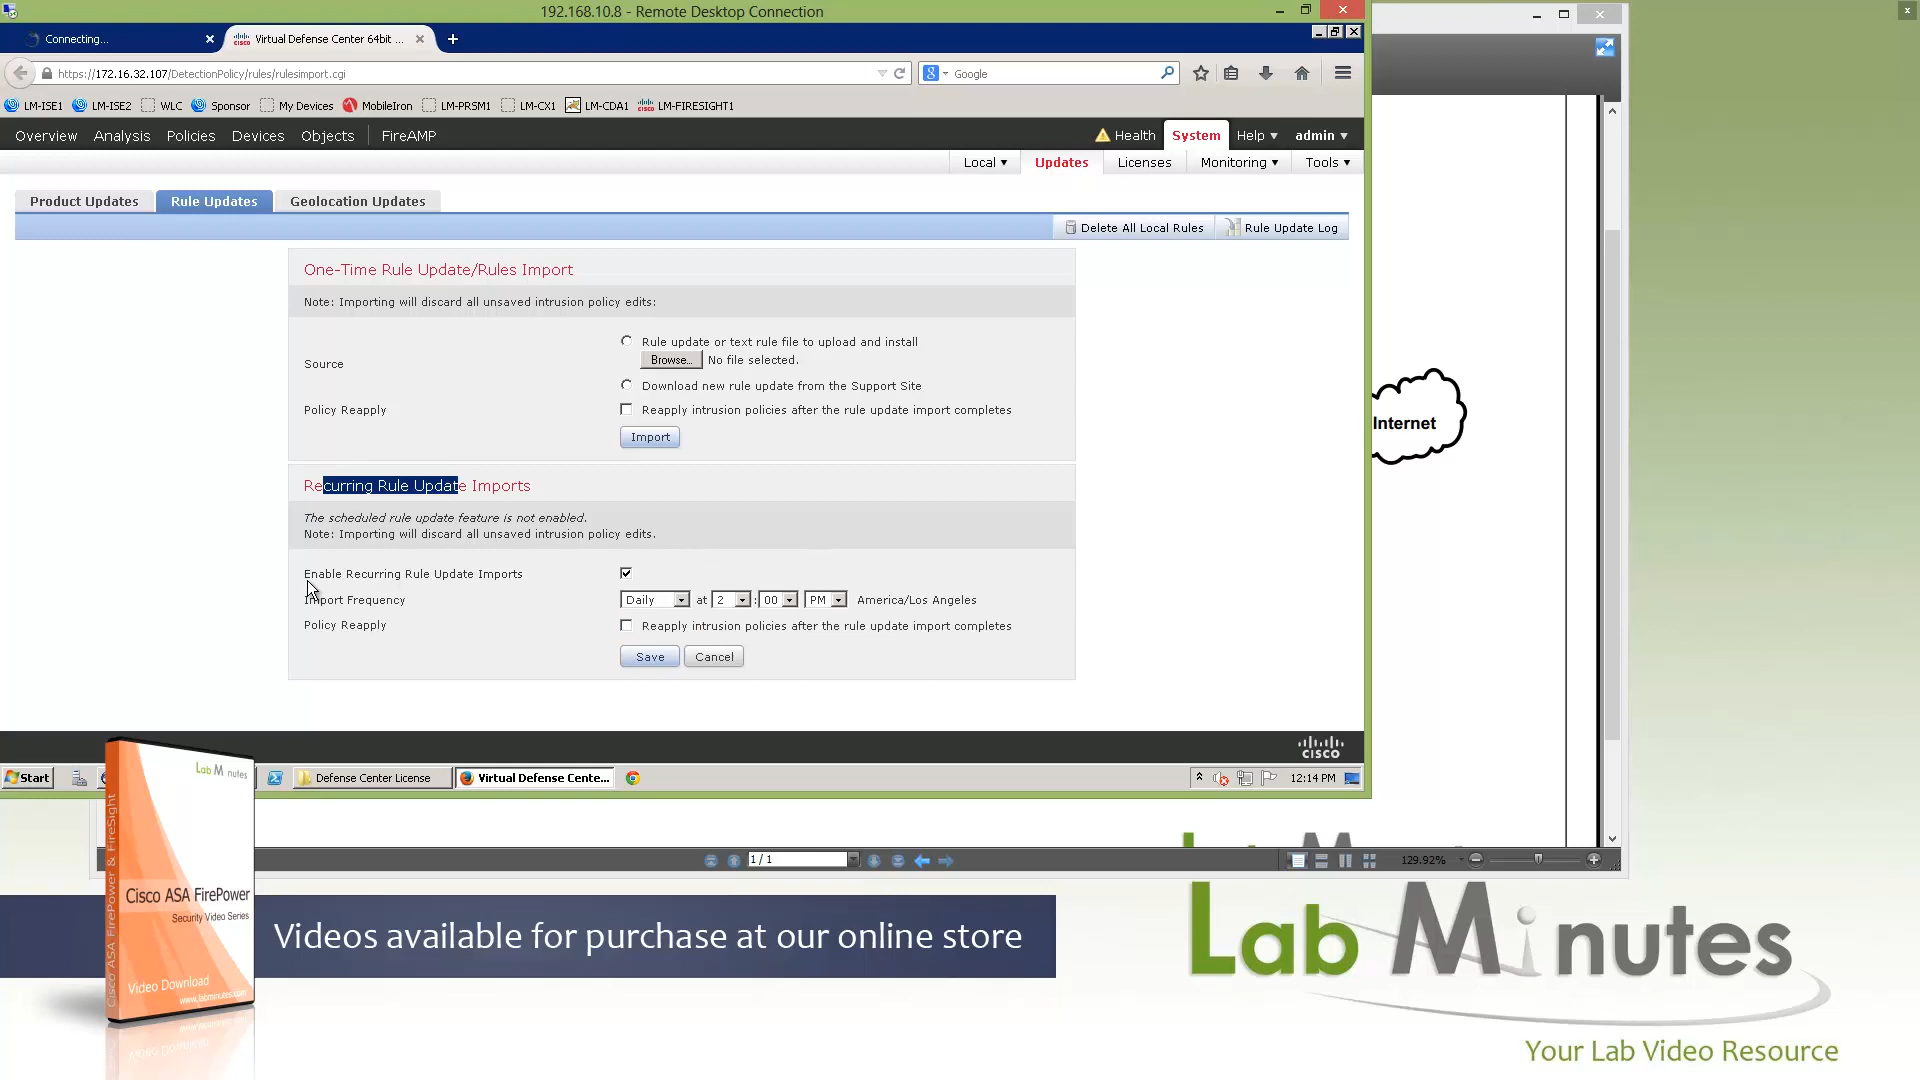 192.168.10.8 - Remote Desktop Connection
Connecting...
Virtual Defense Center 64bit ...
https://172.16.32.107/DetectionPolicy/rules/rulesimport.cgi
Google
LM-ISE1 LM-ISE2 WLC Sponsor My Devices MobileIron LM-PRSM1 LM-CX1 LM-CDA1 LM-FIRESIGHT1
Overview Analysis Policies Devices Objects FireAMP Health System Help admin
Local Updates Licenses Monitoring Tools
Product Updates Rule Updates Geolocation Updates
Delete All Local Rules Rule Update Log
One-Time Rule Update/Rules Import
Note: Importing will discard all unsaved intrusion policy edits:
Source
Rule update or text rule file to upload and install
Browse... No file selected.
Download new rule update from the Support Site
Policy Reapply Reapply intrusion policies after the rule update import completes
Import
Recurring Rule Update Imports
The scheduled rule update feature is not enabled.
Note: Importing will discard all unsaved intrusion policy edits.
Enable Recurring Rule Update Imports
Import Frequency Daily at 2 : 00 PM America/Los Angeles
Policy Reapply Reapply intrusion policies after the rule update import completes
Save Cancel
Internet
cisco
Start Defense Center License Virtual Defense Cente... 12:14 PM
1 / 1 129.92%
Lab Minutes
Cisco ASA FirePower & FireSight
Cisco ASA FirePower
Security Video Series
Video Download
www.labminutes.com
Videos available for purchase at our online store
Lab Minutes
Your Lab Video Resource